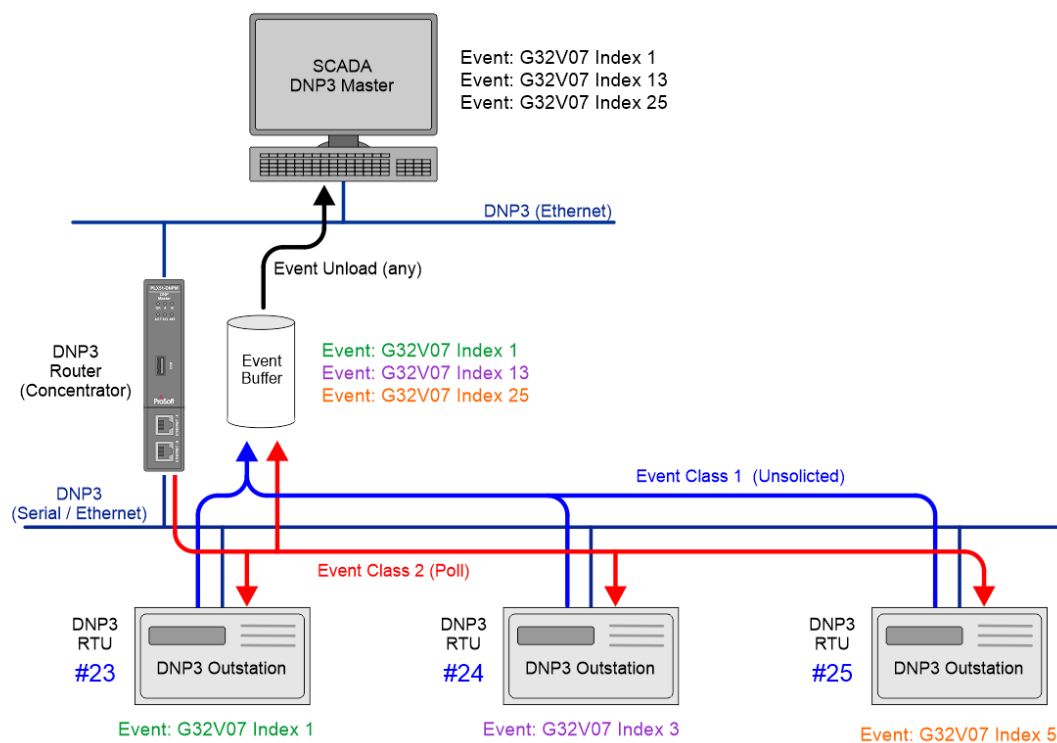 SCADA
DNP3 Master
Event: G32V07 Index 1
Event: G32V07 Index 13
Event: G32V07 Index 25
DNP3 (Ethernet)
Event Unload (any)
PLX51-DNPM
DNP3
Router
(Concentrator)
ProSoft
Event
Buffer
Event: G32V07 Index 1
Event: G32V07 Index 13
Event: G32V07 Index 25
Event Class 1 (Unsolicted)
DNP3
(Serial / Ethernet)
Event Class 2 (Poll)
DNP3
RTU
#23
DNP3 Outstation
Event: G32V07 Index 1
DNP3
RTU
#24
DNP3 Outstation
Event: G32V07 Index 3
DNP3
RTU
#25
DNP3 Outstation
Event: G32V07 Index 5